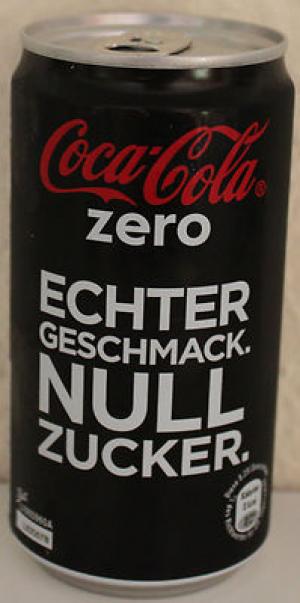 Coca-Cola®
zero
ECHTER
GESCHMACK.
NULL
ZUCKER.